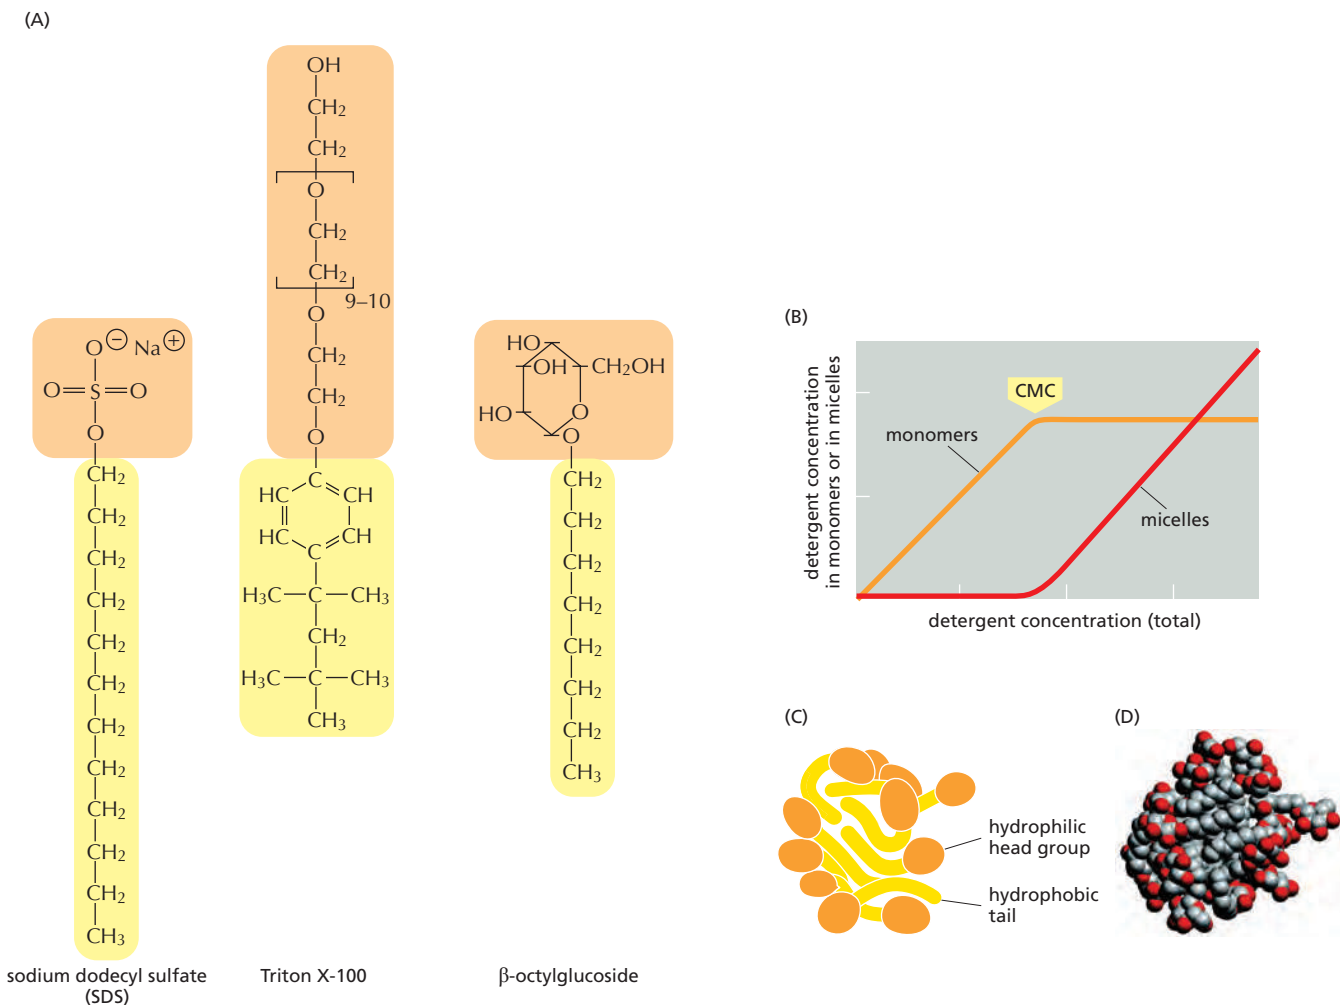 (A)
OH
CH2
CH2
O
CH2
CH2
9–10
O
CH2
CH2
O
C
HC CH
HC CH
C
H3C—C—CH3
CH2
H3C—C—CH3
CH3
Triton X-100
O − Na +
O=S=O
O
CH2
CH2
CH2
CH2
CH2
CH2
CH2
CH2
CH2
CH2
CH2
CH3
sodium dodecyl sulfate
(SDS)
HO
OH CH2OH
HO O
O
CH2
CH2
CH2
CH2
CH2
CH2
CH2
CH3
β-octylglucoside
(B)
detergent concentration
in monomers or in micelles
CMC
monomers
micelles
detergent concentration (total)
(C)
hydrophilic
head group
hydrophobic
tail
(D)